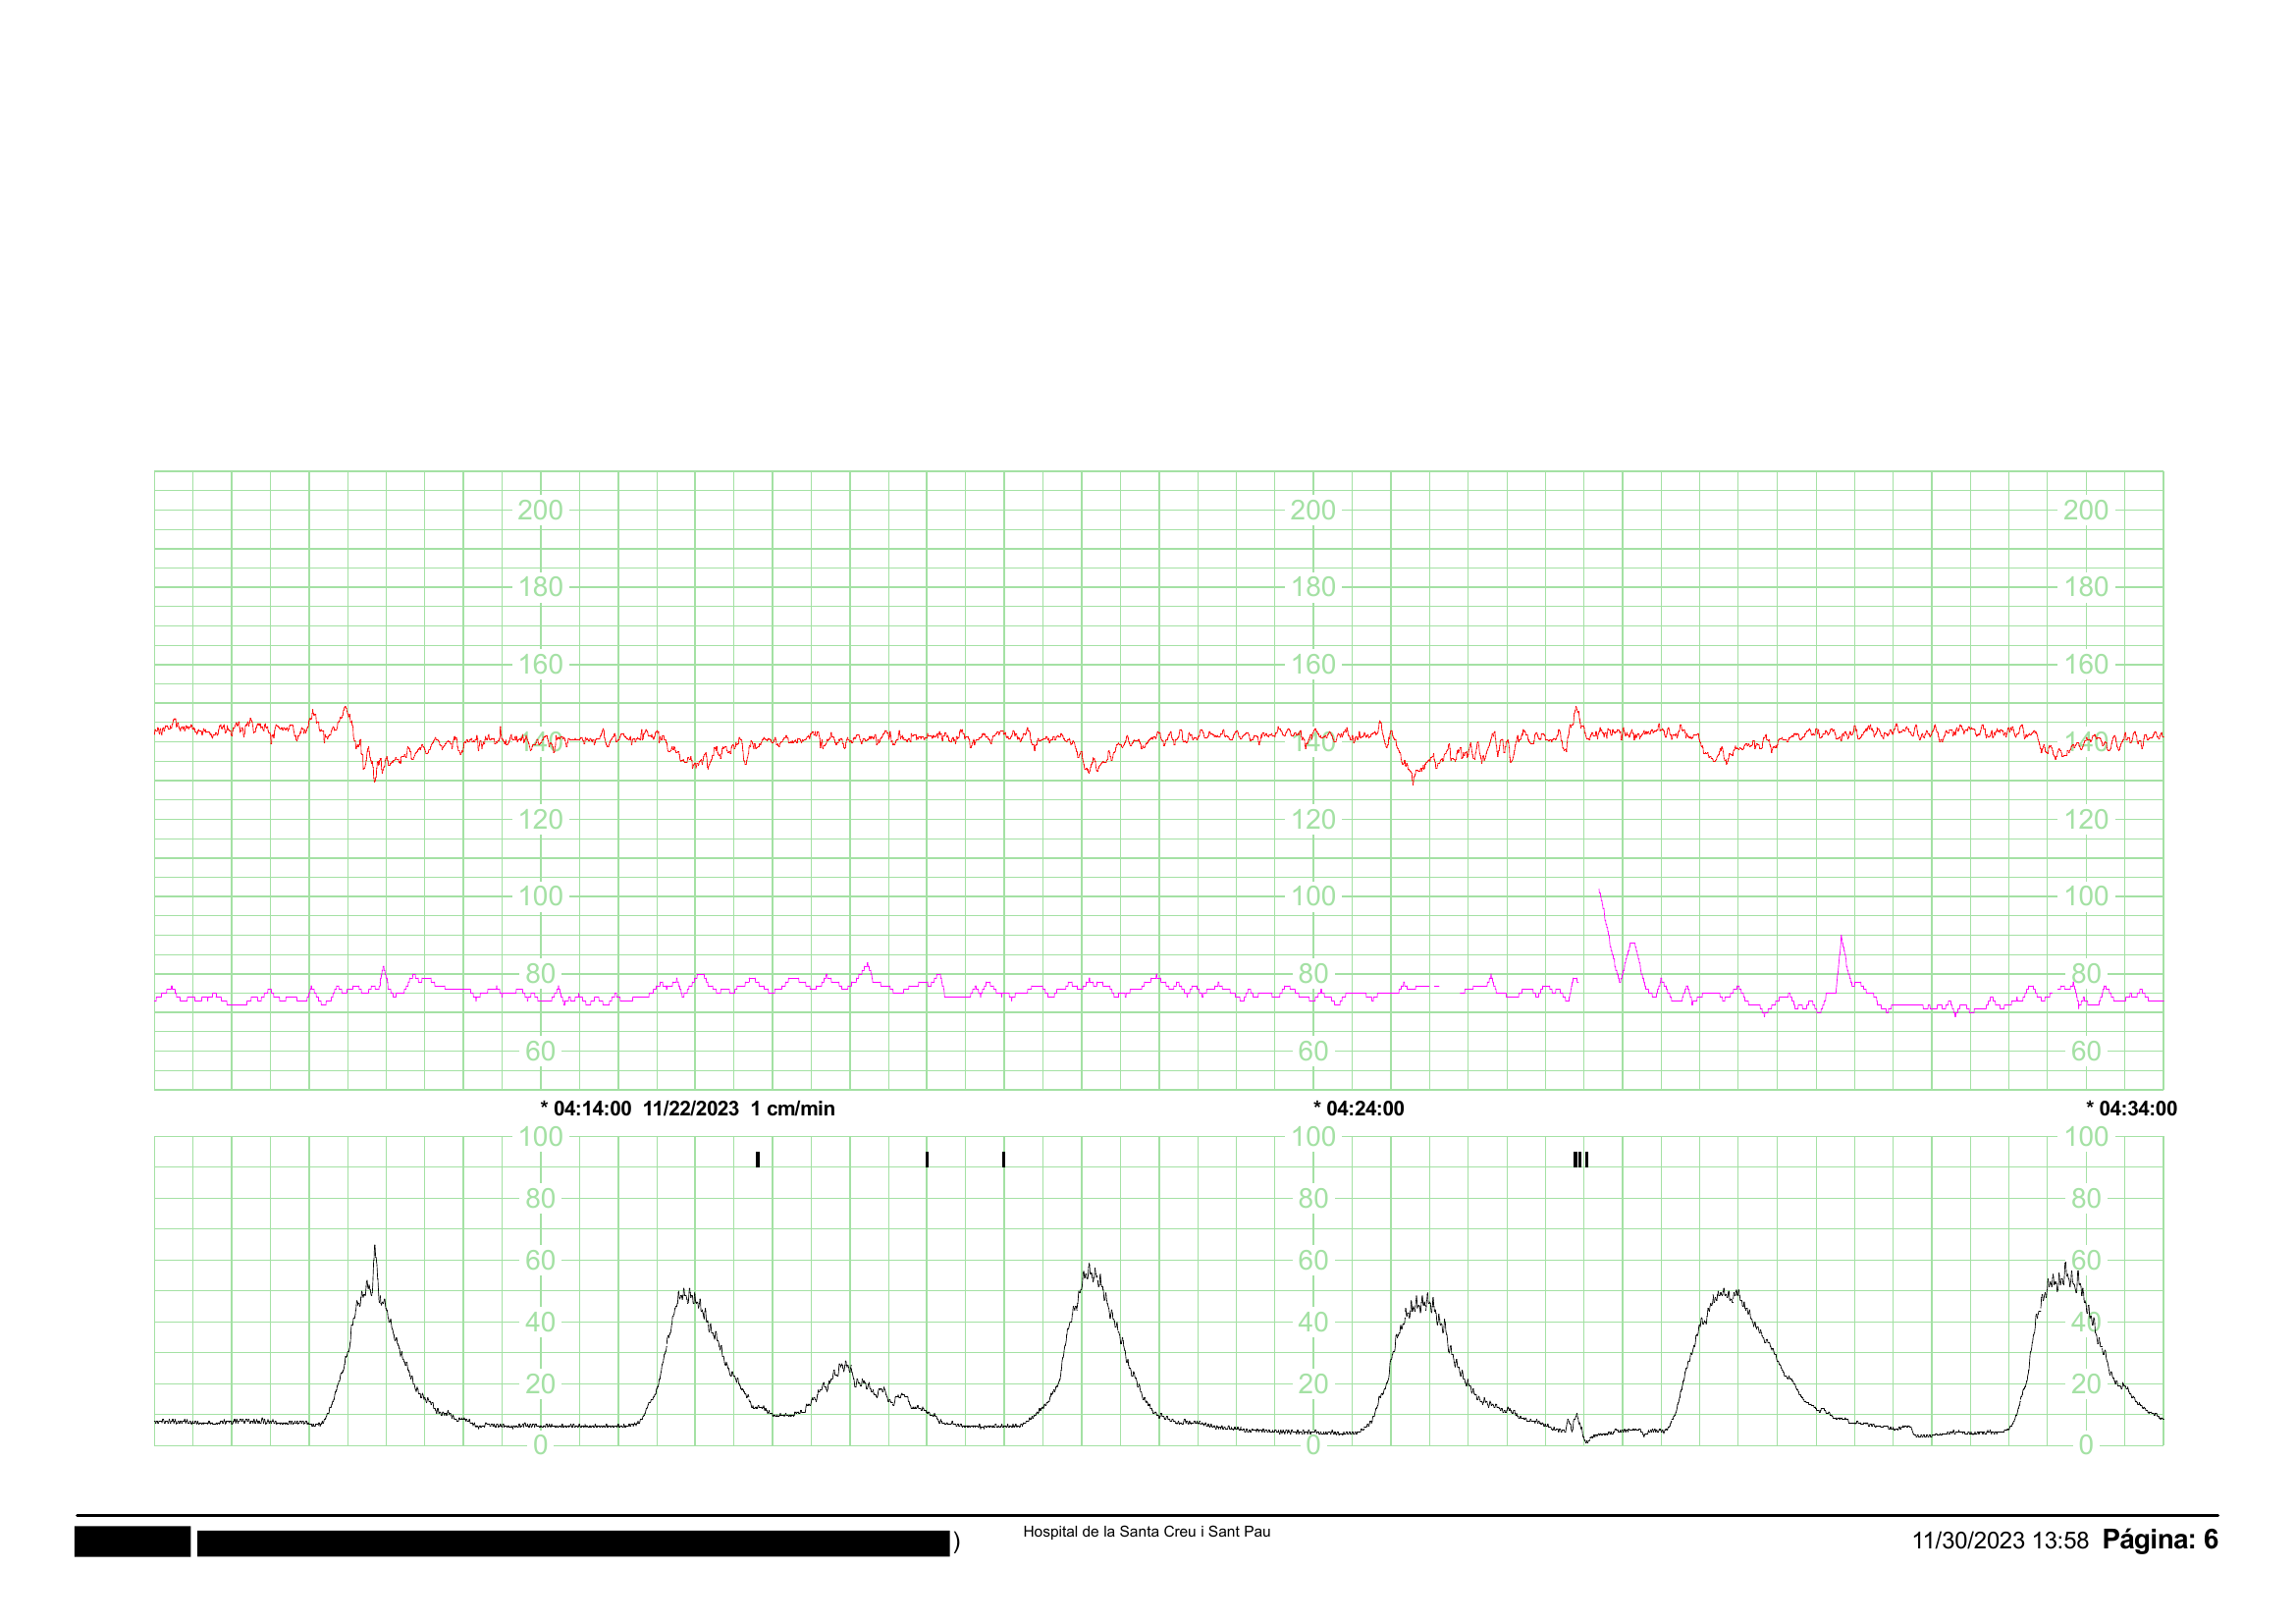 200 200 200
180 180 180
160 160 160
140 140 140
120 120 120
100 100 100
80 80 80
60 60 60
* 04:14:00 11/22/2023 1 cm/min * 04:24:00 * 04:34:00
100 100 100
80 80 80
60 60 60
40 40 40
20 20 20
0 0 0
) Hospital de la Santa Creu i Sant Pau 11/30/2023 13:58 Página: 6